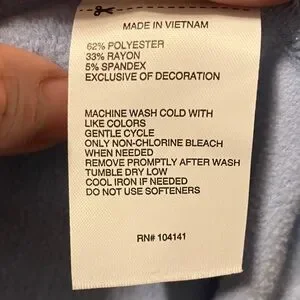 MADE IN VIETNAM
62% POLYESTER
33% RAYON
5% SPANDEX
EXCLUSIVE OF DECORATION
MACHINE WASH COLD WITH
LIKE COLORS
GENTLE CYCLE
ONLY NON-CHLORINE BLEACH
WHEN NEEDED
REMOVE PROMPTLY AFTER WASH
TUMBLE DRY LOW
COOL IRON IF NEEDED
DO NOT USE SOFTENERS
RN# 104141